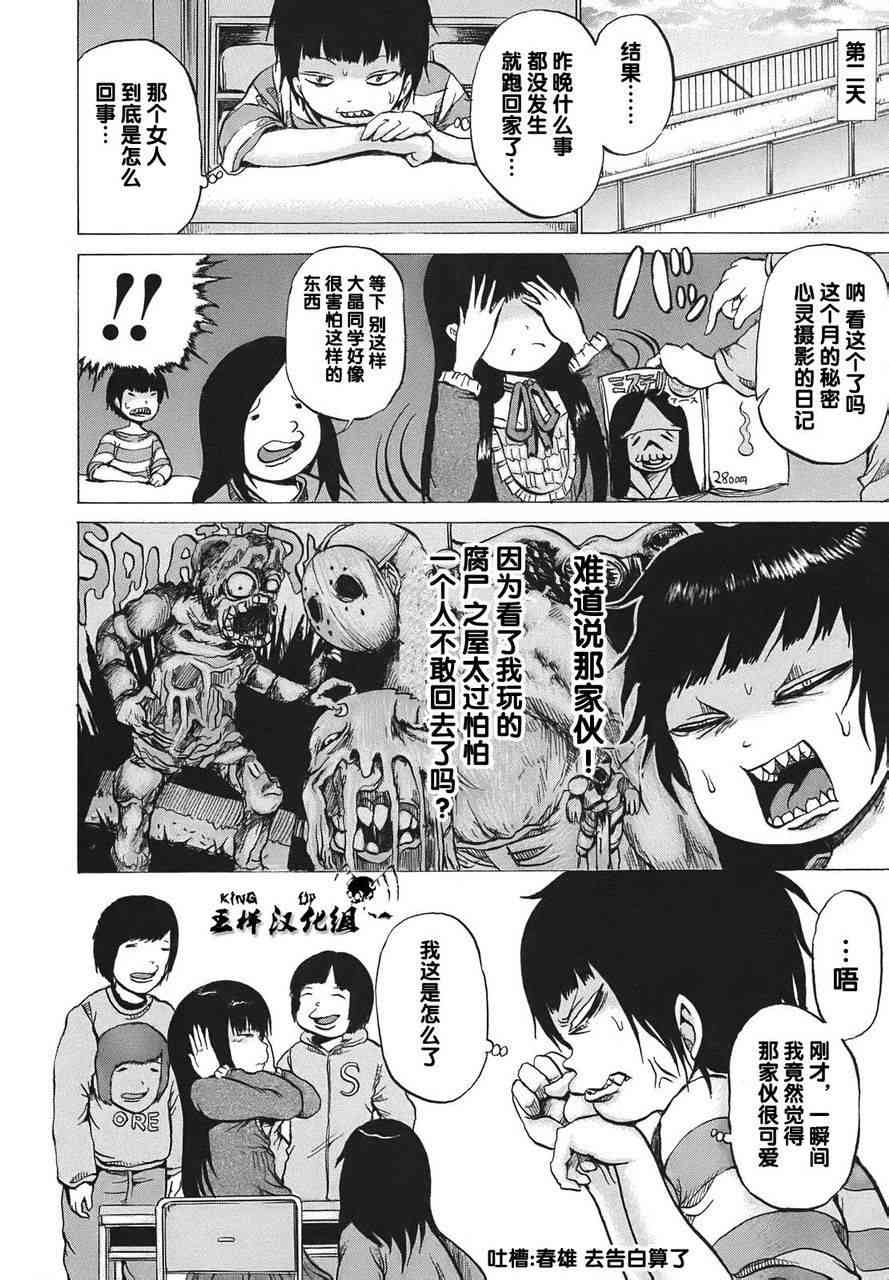 第二天
结果……
昨晚什么事
都没发生
就跑回家了…
那个女人
到底是怎么
回事…
呐 看这个了吗
这个月的秘密
心灵摄影的日记
ミステリ
2800円
等下 别这样
大晶同学好像
很害怕这样的
东西
!!
难道说那家伙！
因为看了我玩的
腐尸之屋太过怕怕
一个人不敢回去了吗？
…唔
刚才，一瞬间
我竟然觉得
那家伙很可爱
我这是怎么了
KING
王样汉化组
ORE
S
吐槽:春雄 去告白算了